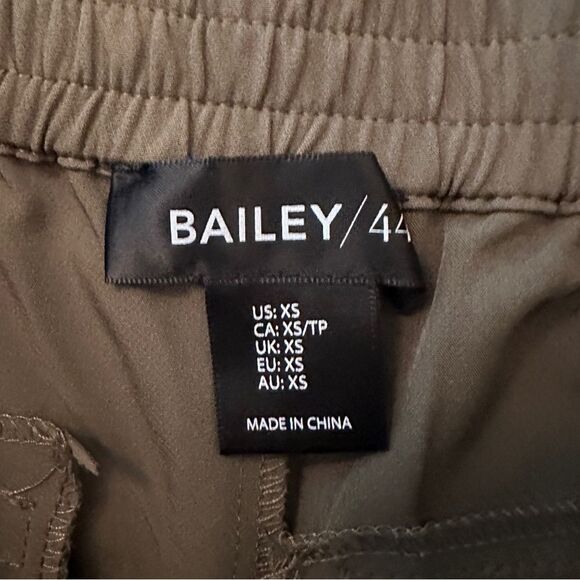 BAILEY/44
US: XS
CA: XS/TP
UK: XS
EU: XS
AU: XS
MADE IN CHINA